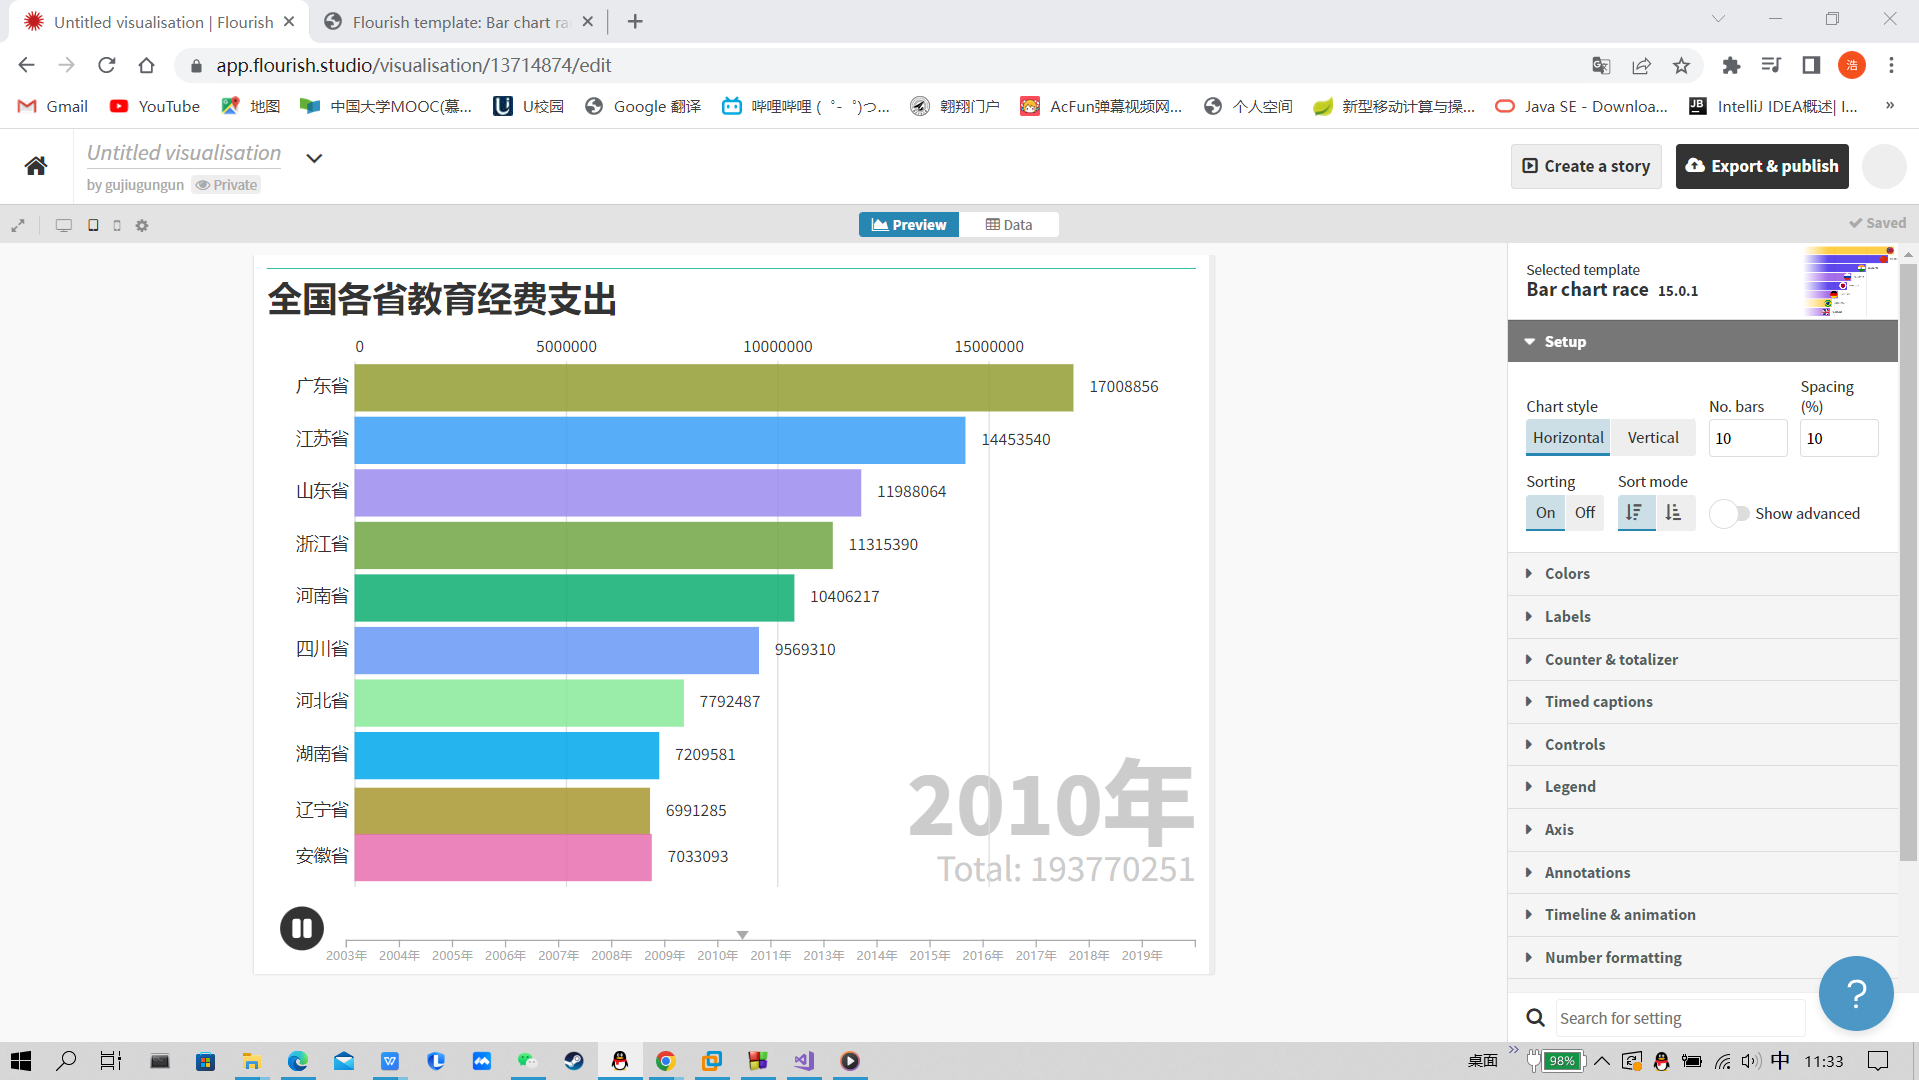 Untitled visualisation | Flourish
Flourish template: Bar chart ra
app.flourish.studio/visualisation/13714874/edit
Gmail
YouTube
地图
中国大学MOOC(慕...
U校园
Google 翻译
哔哩哔哩 ( ゜- ゜)つ...
翱翔门户
AcFun弹幕视频网...
个人空间
新型移动计算与操...
Java SE - Downloa...
IntelliJ IDEA概述| I...
»
Untitled visualisation
by gujiugungun
Private
Create a story
Export & publish
浩
Preview
Data
Saved
全国各省教育经费支出
0 5000000 10000000 15000000
广东省 17008856
江苏省 14453540
山东省 11988064
浙江省 11315390
河南省 10406217
四川省 9569310
河北省 7792487
湖南省 7209581
辽宁省 6991285
安徽省 7033093
2010年
Total: 193770251
2003年 2004年 2005年 2006年 2007年 2008年 2009年 2010年 2011年 2012年 2013年 2014年 2015年 2016年 2017年 2018年 2019年
Selected template
Bar chart race 15.0.1
Setup
Chart style
No. bars
Spacing (%)
Horizontal
Vertical
10
10
Sorting
Sort mode
On
Off
Show advanced
Colors
Labels
Counter & totalizer
Timed captions
Controls
Legend
Axis
Annotations
Timeline & animation
Number formatting
Search for setting
?
桌面
»
98%
中
11:33